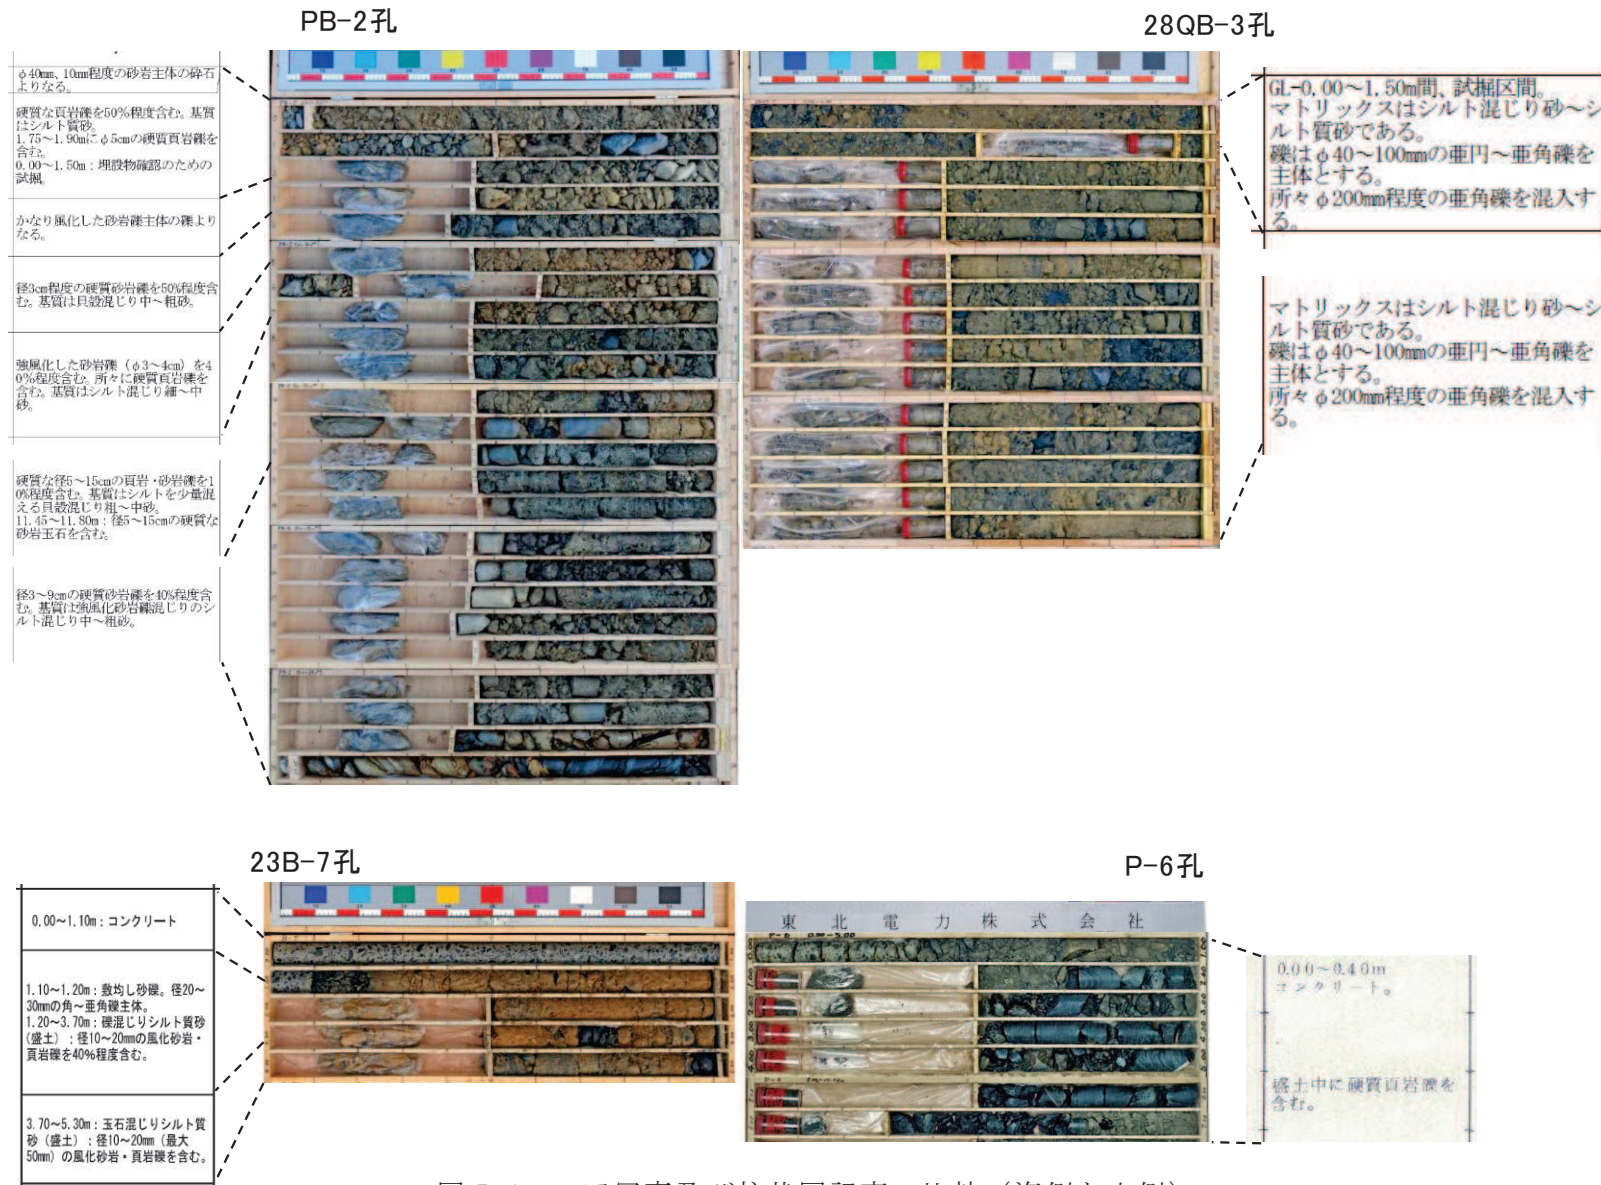 PB-2孔
φ40mm、10mm程度の砂岩主体の砕石
よりなる。
硬質な頁岩礫を50%程度含む。基質
はシルト質砂。
1.75～1.90mにφ5cmの硬質頁岩礫を
含む。
0.00～1.50m：埋設物確認のための
試掘。
かなり風化した砂岩礫主体の礫より
なる。
径3cm程度の硬質砂岩礫を50%程度含
む。基質は貝殻混じり中～粗砂。
強風化した砂岩礫（φ3～4cm）を4
0%程度含む。所々に硬質頁岩礫を
含む。基質はシルト混じり細～中
砂。
硬質な径5～15cmの頁岩・砂岩礫を1
0%程度含む。基質はシルトを少量混
える貝殻混じり粗～中砂。
11.45～11.80m：径5～15cmの硬質な
砂岩玉石を含む。
径3～9cmの硬質砂岩礫を40%程度含
む。基質は強風化砂岩礫混じりのシ
ルト混じり中～粗砂。
28QB-3孔
GL-0.00～1.50m間、試掘区間。
マトリックスはシルト混じり砂～シ
ルト質砂である。
礫はφ40～100mmの亜円～亜角礫を
主体とする。
所々φ200mm程度の亜角礫を混入す
る。
マトリックスはシルト混じり砂～シ
ルト質砂である。
礫はφ40～100mmの亜円～亜角礫を
主体とする。
所々φ200mm程度の亜角礫を混入す
る。
23B-7孔
0.00～1.10m：コンクリート
1.10～1.20m：敷均し砂礫。径20～
30mmの角～亜角礫主体。
1.20～3.70m：礫混じりシルト質砂
(盛土)：径10～20mmの風化砂岩・
頁岩礫を40%程度含む。
3.70～5.30m：玉石混じりシルト質
砂（盛土）：径10～20mm（最大
50mm）の風化砂岩・頁岩礫を含む。
P-6孔
東北電力株式会社
P-6 0.00-5.00
0.00 1.00
1.00 2.00
2.00 3.00
3.00 4.00
4.00 5.00
0.00～0.40m
コンクリート。
盛土中に硬質頁岩礫を
含む。